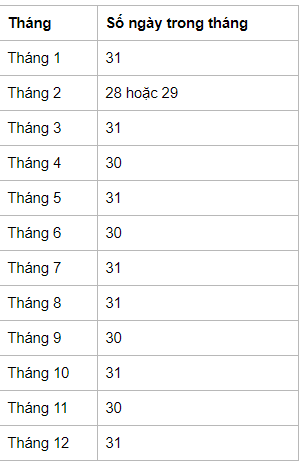 Tháng Số ngày trong tháng
Tháng 1 31
Tháng 2 28 hoặc 29
Tháng 3 31
Tháng 4 30
Tháng 5 31
Tháng 6 30
Tháng 7 31
Tháng 8 31
Tháng 9 30
Tháng 10 31
Tháng 11 30
Tháng 12 31